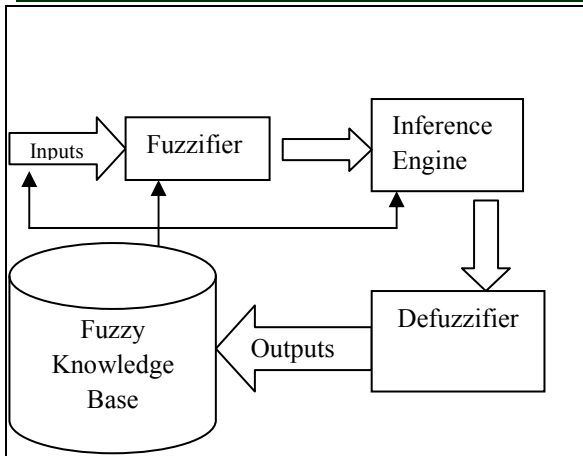 Inputs
Fuzzifier
Inference
Engine
Defuzzifier
Outputs
Fuzzy
Knowledge
Base